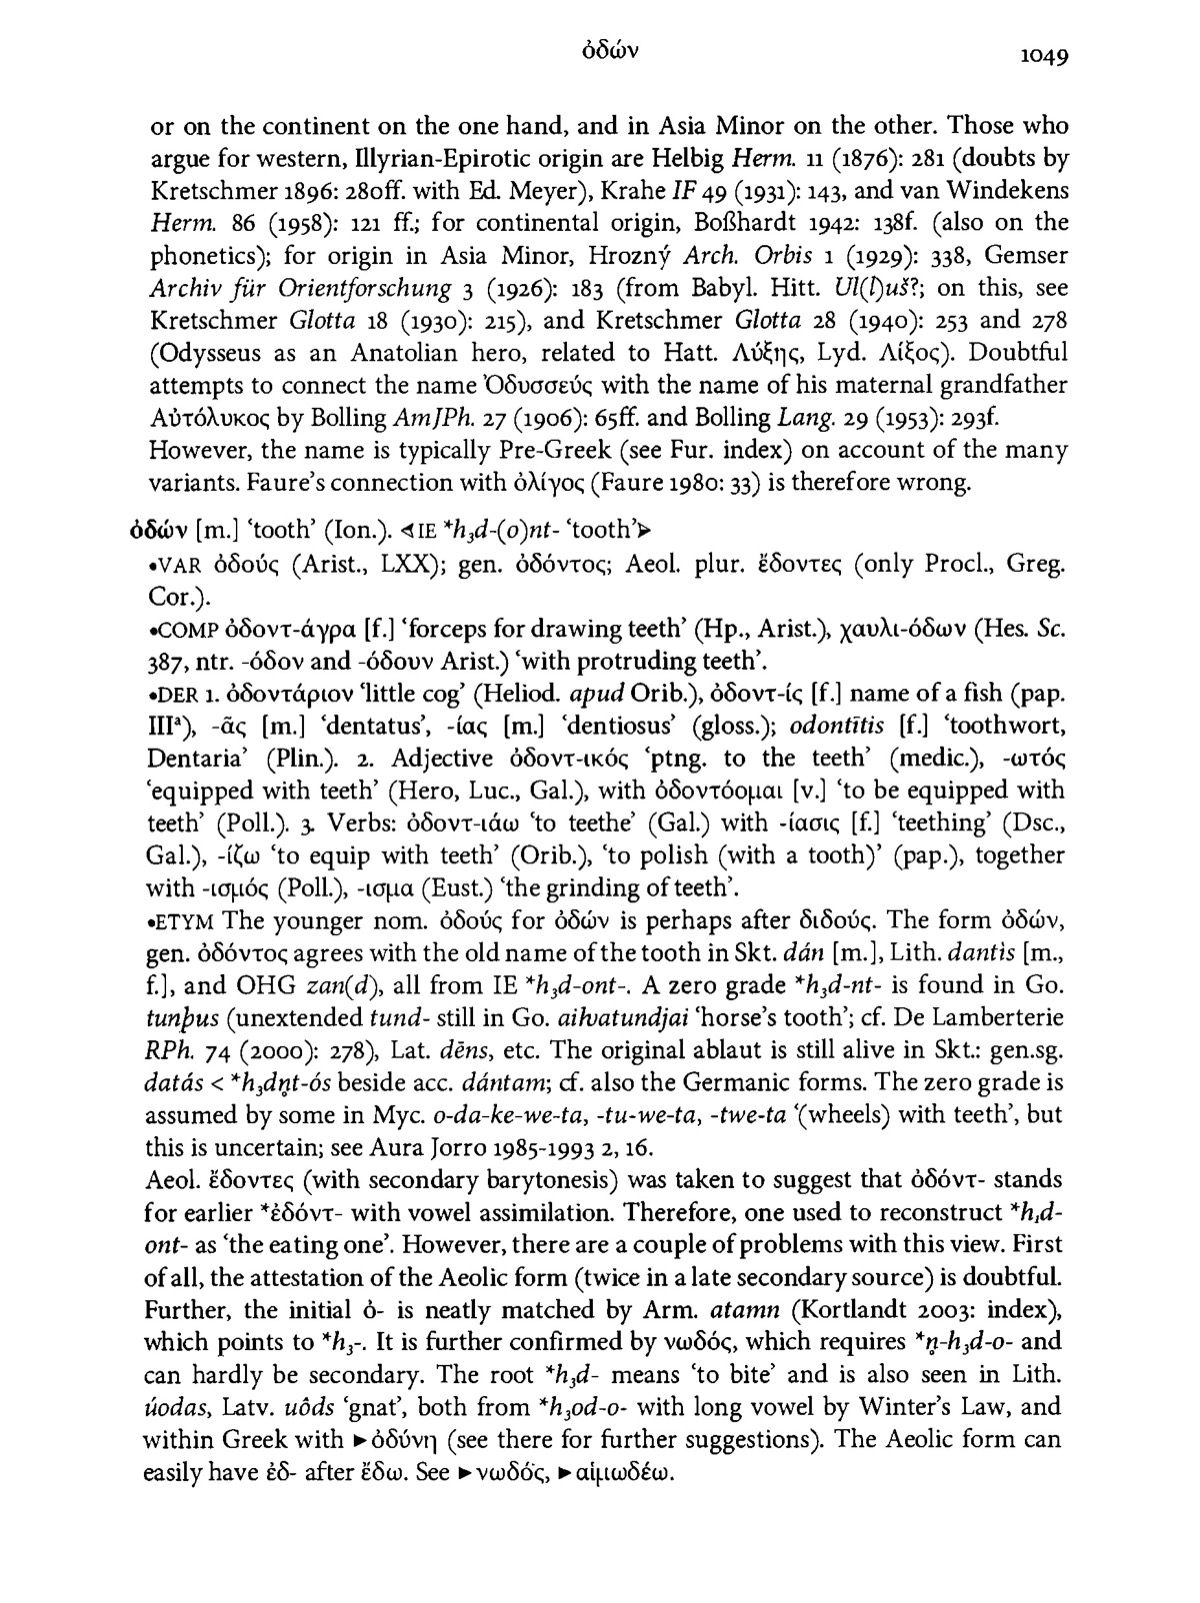 ὀδών 1049
or on the continent on the one hand, and in Asia Minor on the other. Those who
argue for western, Illyrian-Epirotic origin are Helbig Herm. 11 (1876): 281 (doubts by
Kretschmer 1896: 280ff. with Ed. Meyer), Krahe IF 49 (1931): 143, and van Windekens
Herm. 86 (1958): 121 ff.; for continental origin, Boßhardt 1942: 138f. (also on the
phonetics); for origin in Asia Minor, Hrozný Arch. Orbis 1 (1929): 338, Gemser
Archiv für Orientforschung 3 (1926): 183 (from Babyl. Hitt. Ul(l)uš?; on this, see
Kretschmer Glotta 18 (1930): 215), and Kretschmer Glotta 28 (1940): 253 and 278
(Odysseus as an Anatolian hero, related to Hatt. Λύξης, Lyd. Λίξος). Doubtful
attempts to connect the name Ὀδυσσεύς with the name of his maternal grandfather
Αὐτόλυκος by Bolling AmJPh. 27 (1906): 65ff. and Bolling Lang. 29 (1953): 293f.
However, the name is typically Pre-Greek (see Fur. index) on account of the many
variants. Faure's connection with ὀλίγος (Faure 1980: 33) is therefore wrong.
ὀδών [m.] 'tooth' (Ion.). ⊲IE *h₃d-(o)nt- 'tooth'⊳
•VAR ὀδούς (Arist., LXX); gen. ὀδόντος; Aeol. plur. ἔδοντες (only Procl., Greg.
Cor.).
•COMP ὀδοντ-άγρα [f.] 'forceps for drawing teeth' (Hp., Arist.), χαυλι-όδων (Hes. Sc.
387, ntr. -όδον and -όδουν Arist.) 'with protruding teeth'.
•DER 1. ὀδοντάριον 'little cog' (Heliod. apud Orib.), ὀδοντ-ίς [f.] name of a fish (pap.
IIIᵃ), -ᾶς [m.] 'dentatus', -ίας [m.] 'dentiosus' (gloss.); odontītis [f.] 'toothwort,
Dentaria' (Plin.). 2. Adjective ὀδοντ-ικός 'ptng. to the teeth' (medic.), -ωτός
'equipped with teeth' (Hero, Luc., Gal.), with ὀδοντόομαι [v.] 'to be equipped with
teeth' (Poll.). 3. Verbs: ὀδοντ-ιάω 'to teethe' (Gal.) with -ίασις [f.] 'teething' (Dsc.,
Gal.), -ίζω 'to equip with teeth' (Orib.), 'to polish (with a tooth)' (pap.), together
with -ισμός (Poll.), -ισμα (Eust.) 'the grinding of teeth'.
•ETYM The younger nom. ὀδούς for ὀδών is perhaps after διδούς. The form ὀδών,
gen. ὀδόντος agrees with the old name of the tooth in Skt. dán [m.], Lith. dantìs [m.,
f.], and OHG zan(d), all from IE *h₃d-ont-. A zero grade *h₃d-nt- is found in Go.
tunþus (unextended tund- still in Go. aiƕatundjai 'horse's tooth'; cf. De Lamberterie
RPh. 74 (2000): 278), Lat. dēns, etc. The original ablaut is still alive in Skt.: gen.sg.
datás < *h₃dn̥t-ós beside acc. dántam; cf. also the Germanic forms. The zero grade is
assumed by some in Myc. o-da-ke-we-ta, -tu-we-ta, -twe-ta '(wheels) with teeth', but
this is uncertain; see Aura Jorro 1985-1993 2, 16.
Aeol. ἔδοντες (with secondary barytonesis) was taken to suggest that ὀδόντ- stands
for earlier *ἐδόντ- with vowel assimilation. Therefore, one used to reconstruct *h₁d-
ont- as 'the eating one'. However, there are a couple of problems with this view. First
of all, the attestation of the Aeolic form (twice in a late secondary source) is doubtful.
Further, the initial ὀ- is neatly matched by Arm. atamn (Kortlandt 2003: index),
which points to *h₃-. It is further confirmed by νωδός, which requires *n̥-h₃d-o- and
can hardly be secondary. The root *h₃d- means 'to bite' and is also seen in Lith.
úodas, Latv. uôds 'gnat', both from *h₃od-o- with long vowel by Winter's Law, and
within Greek with ►ὀδύνη (see there for further suggestions). The Aeolic form can
easily have ἐδ- after ἔδω. See ►νωδός, ►αἱμωδέω.